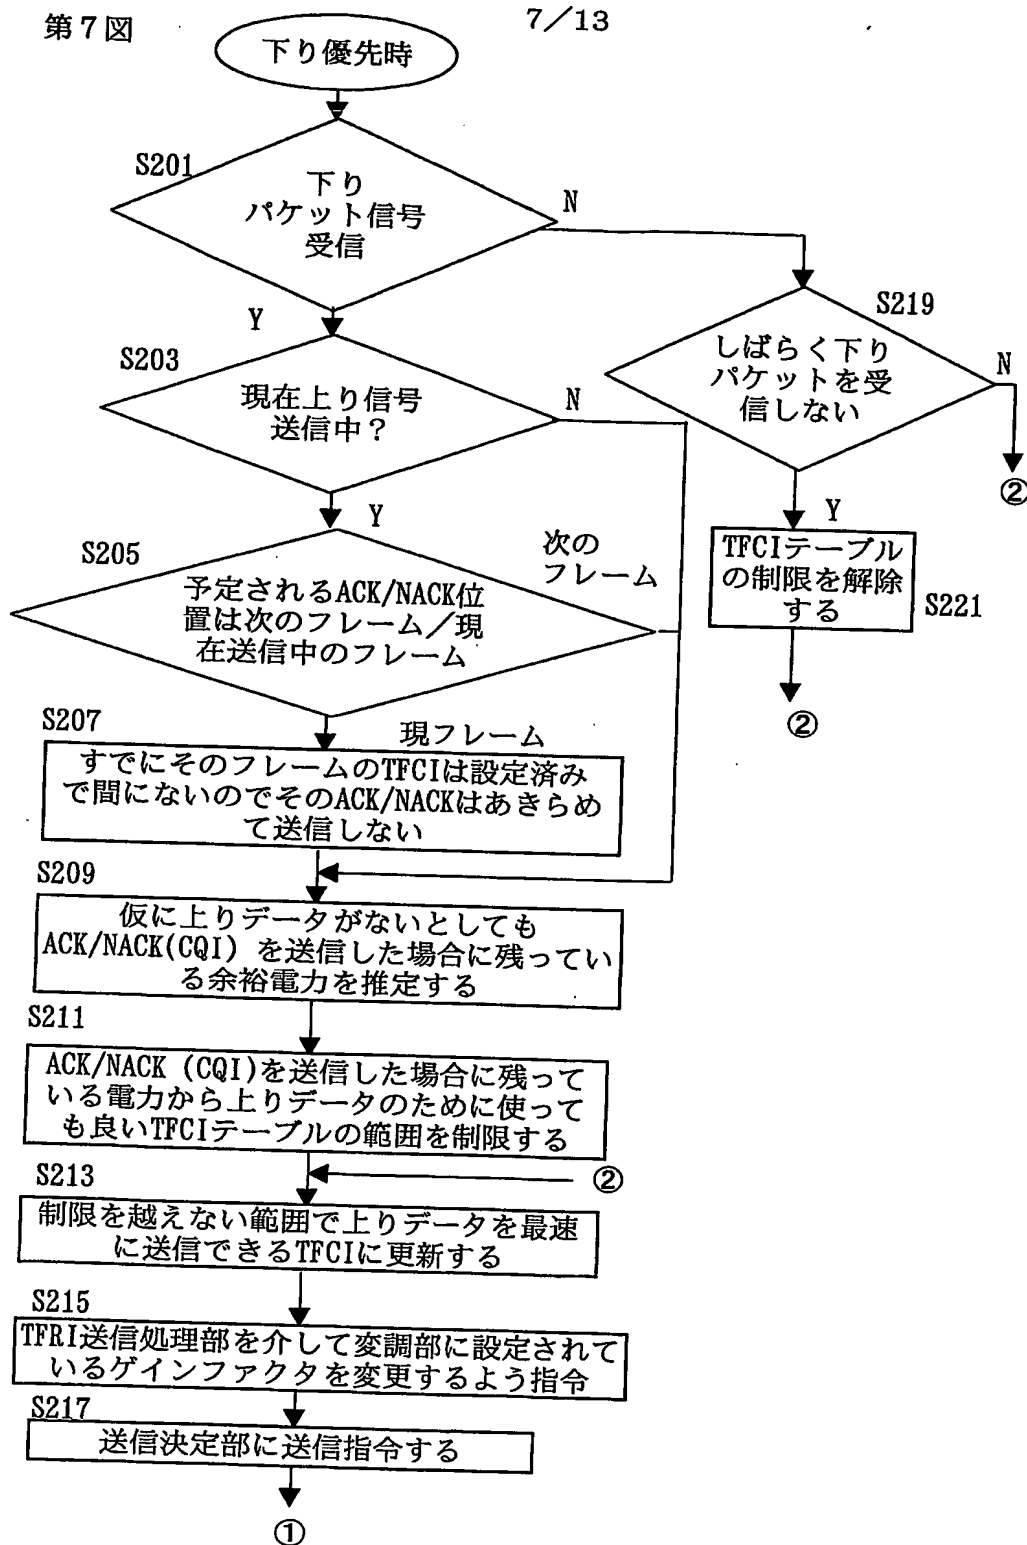 第7図
7／13
下り優先時
S201
下り
パケット信号
受信
N
Y
S219
しばらく下り
パケットを受
信しない
N
②
Y
TFCIテーブル
の制限を解除
する
S221
②
S203
現在上り信号
送信中？
N
Y
S205
予定されるACK/NACK位
置は次のフレーム／現
在送信中のフレーム
次の
フレーム
現フレーム
S207
すでにそのフレームのTFCIは設定済み
で間にないのでそのACK/NACKはあきらめ
て送信しない
S209
仮に上りデータがないとしても
ACK/NACK(CQI) を送信した場合に残ってい
る余裕電力を推定する
S211
ACK/NACK (CQI)を送信した場合に残って
いる電力から上りデータのために使って
も良いTFCIテーブルの範囲を制限する
②
S213
制限を越えない範囲で上りデータを最速
に送信できるTFCIに更新する
S215
TFRI送信処理部を介して変調部に設定されて
いるゲインファクタを変更するよう指令
S217
送信決定部に送信指令する
①